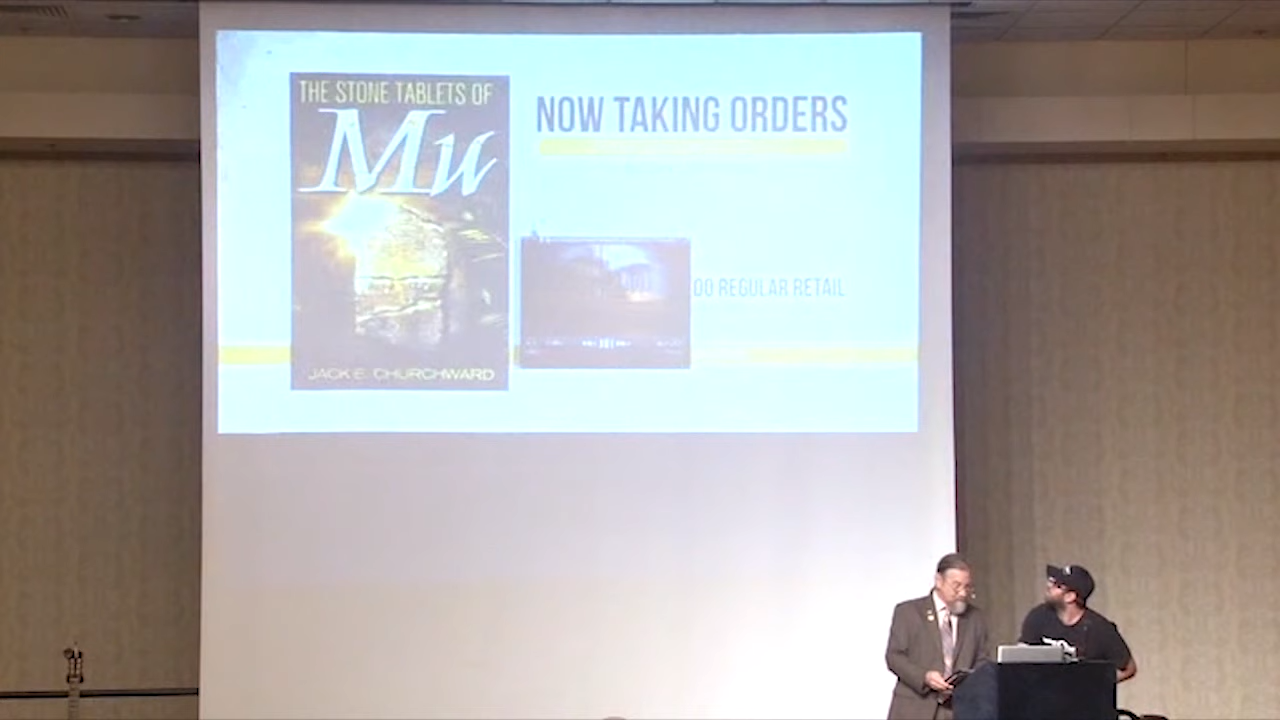 THE STONE TABLETS OF
Mu
JACK E. CHURCHWARD
NOW TAKING ORDERS
00 REGULAR RETAIL